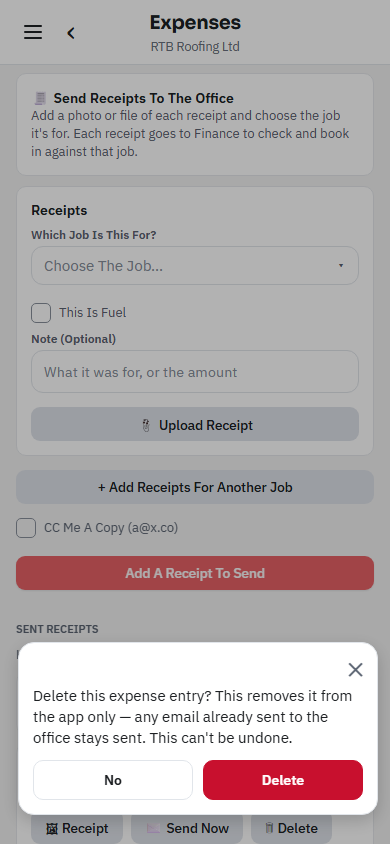 Expenses
RTB Roofing Ltd
Send Receipts To The Office
Add a photo or file of each receipt and choose the job
it's for. Each receipt goes to Finance to check and book
in against that job.
Receipts
Which Job Is This For?
Choose The Job...
This Is Fuel
Note (Optional)
What it was for, or the amount
Upload Receipt
+ Add Receipts For Another Job
CC Me A Copy (a@x.co)
Add A Receipt To Send
SENT RECEIPTS
Delete this expense entry? This removes it from
the app only — any email already sent to the
office stays sent. This can't be undone.
No
Delete
Receipt
Send Now
Delete